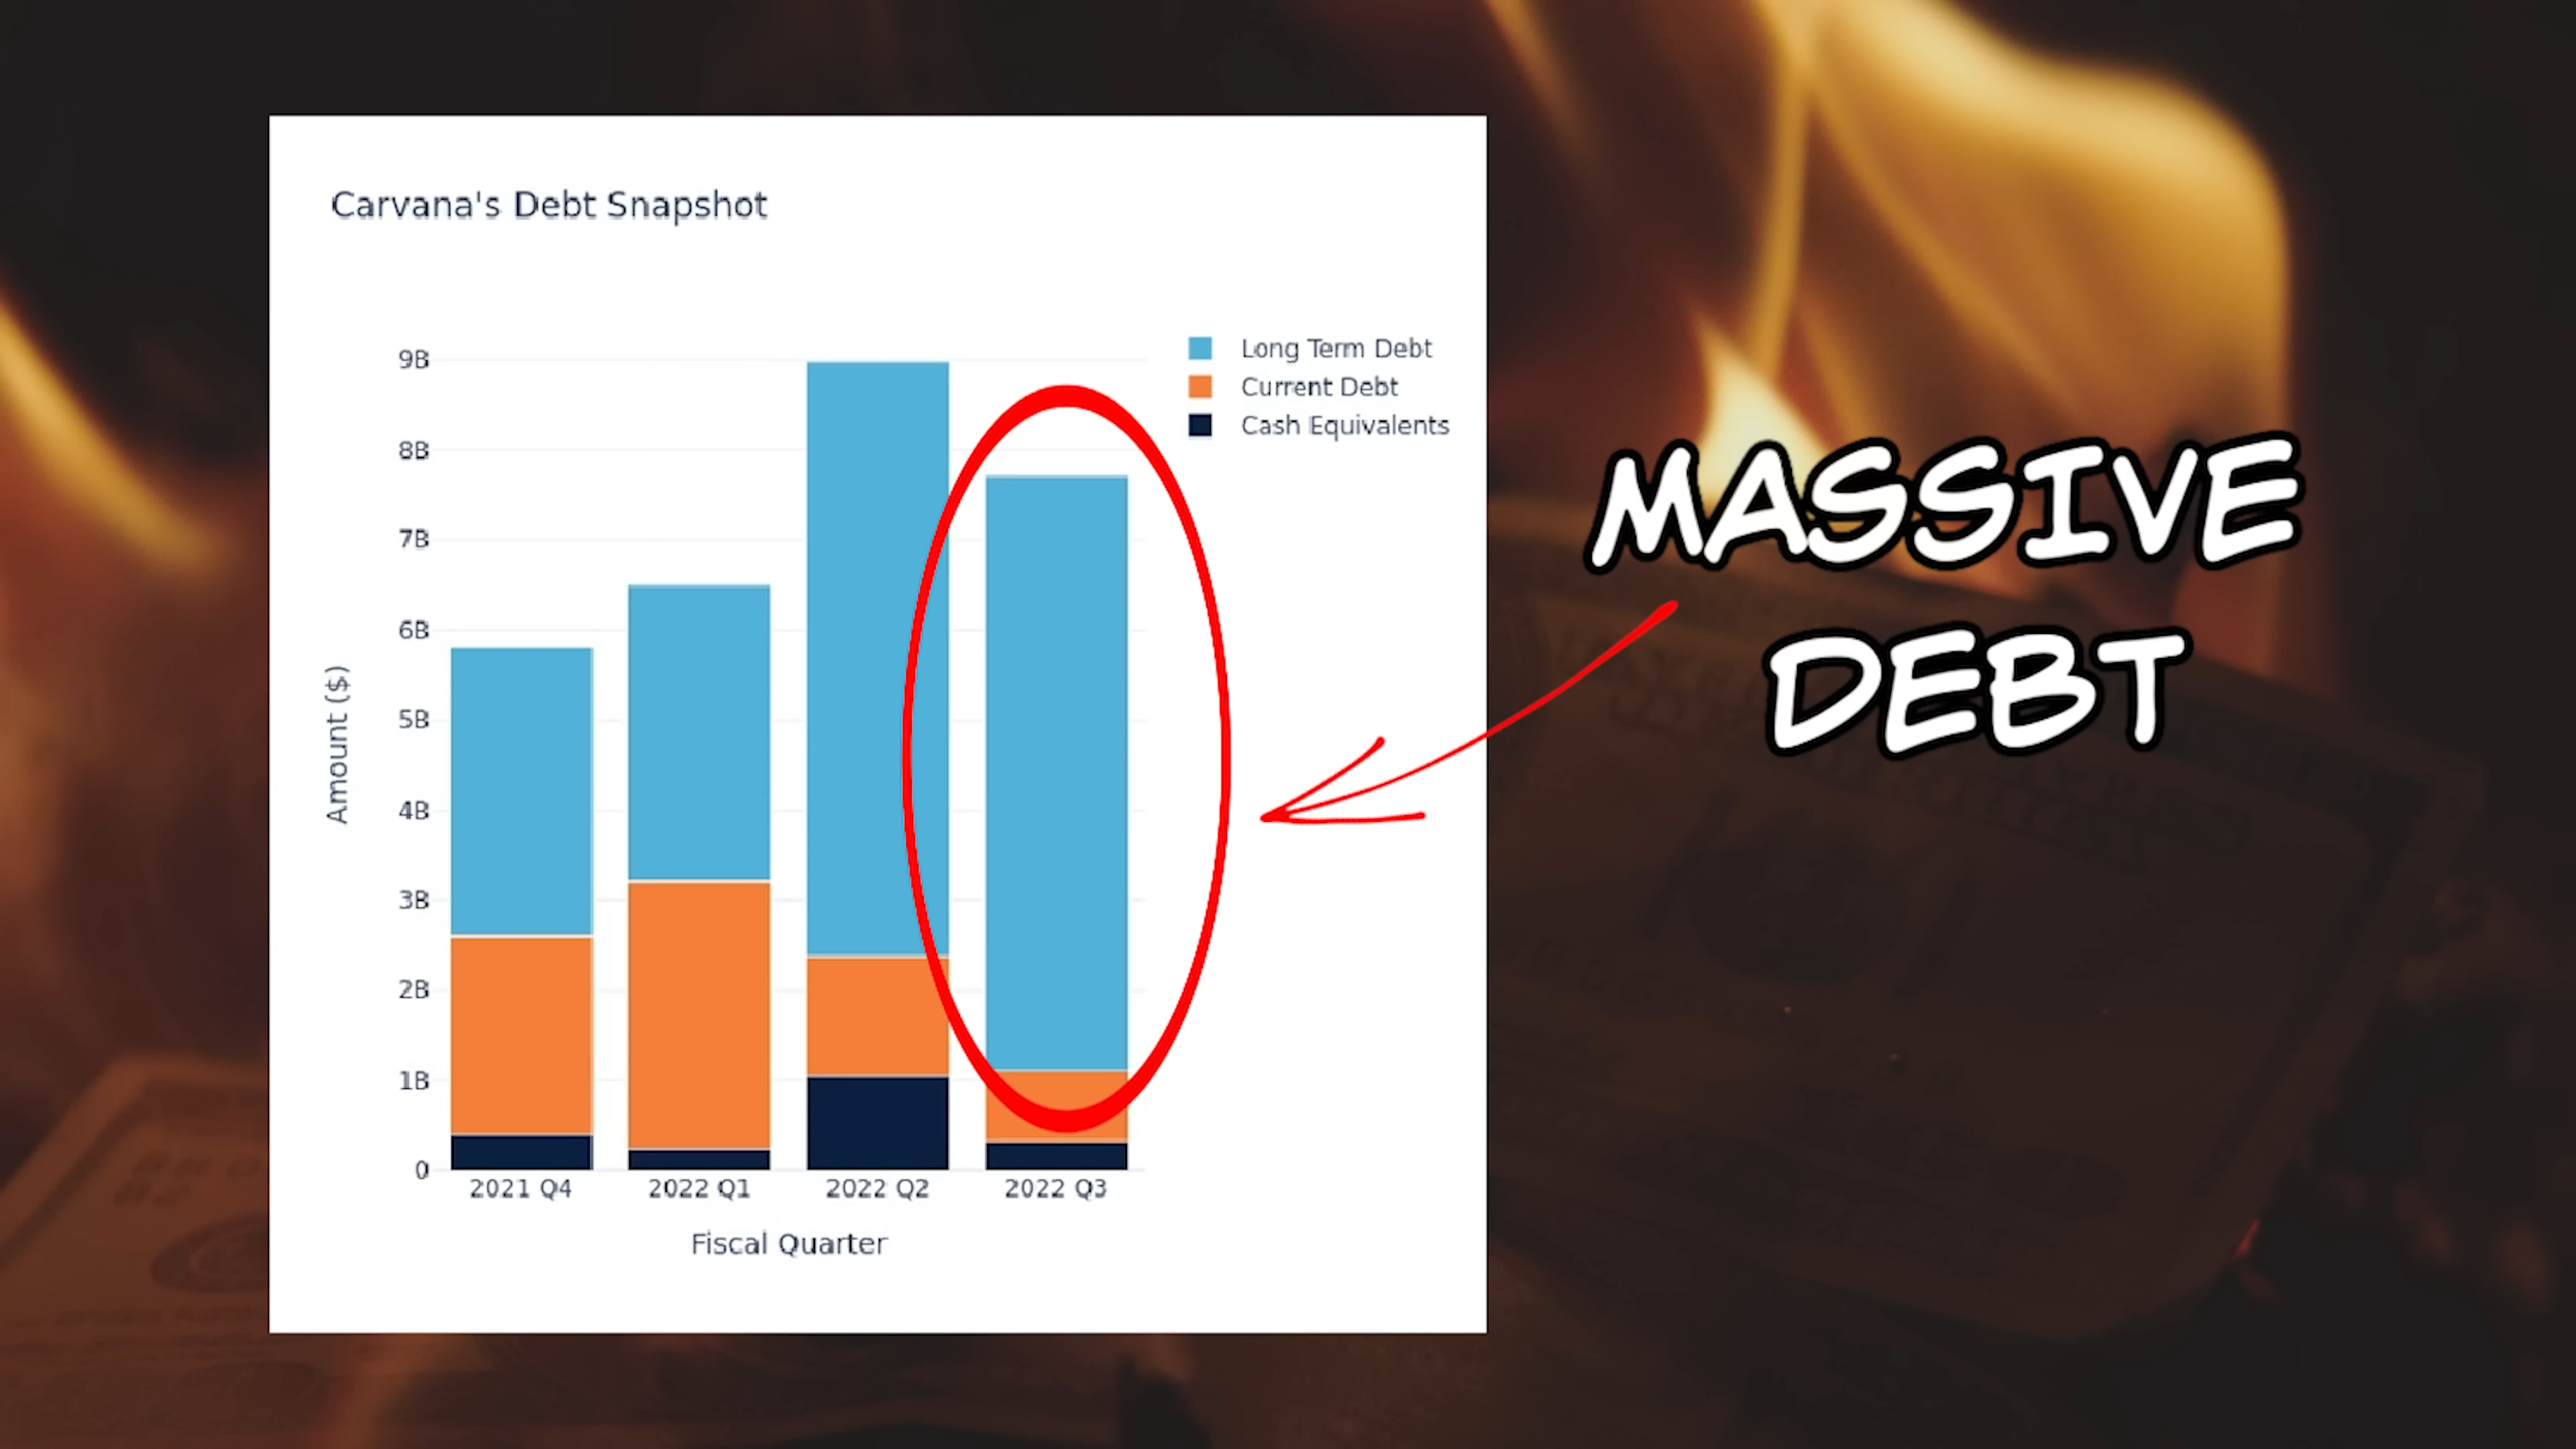 Carvana's Debt Snapshot
Long Term Debt
Current Debt
Cash Equivalents
9B
8B
7B
6B
5B
4B
3B
2B
1B
0
Amount ($)
2021 Q4 2022 Q1 2022 Q2 2022 Q3
Fiscal Quarter
MASSIVE
DEBT